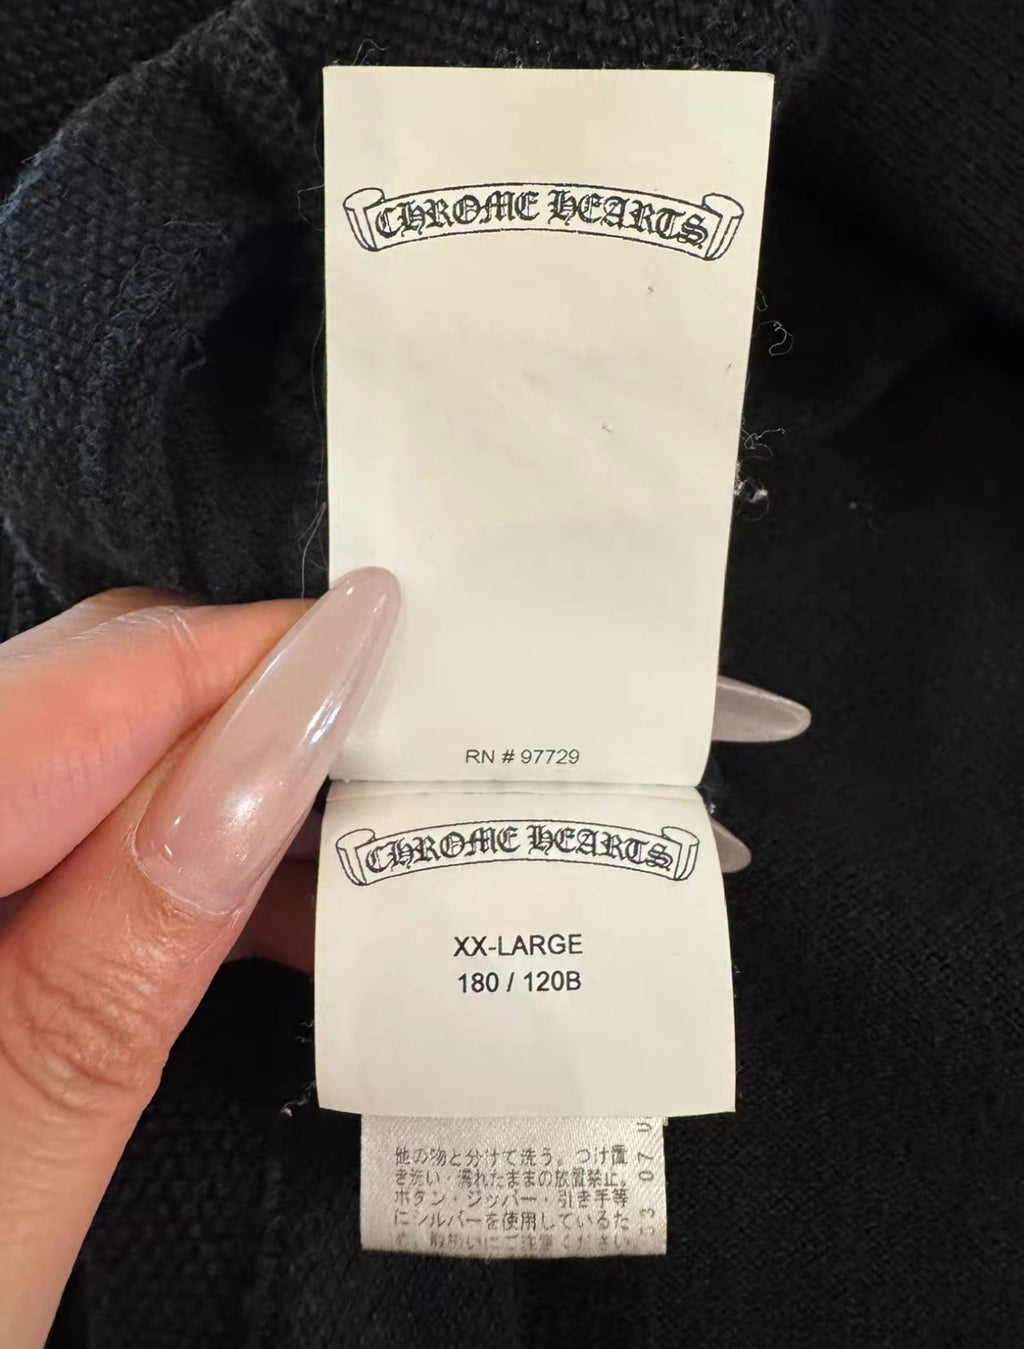 CHROME HEARTS
RN # 97729
CHROME HEARTS
XX-LARGE
180 / 120B
他の物と分けて洗う。つけ置
き洗い・濡れたままの放置禁止。
ボタン・ジッパー・引き手等
にシルバーを使用しているた
め、取扱いにご注意ください
53 07